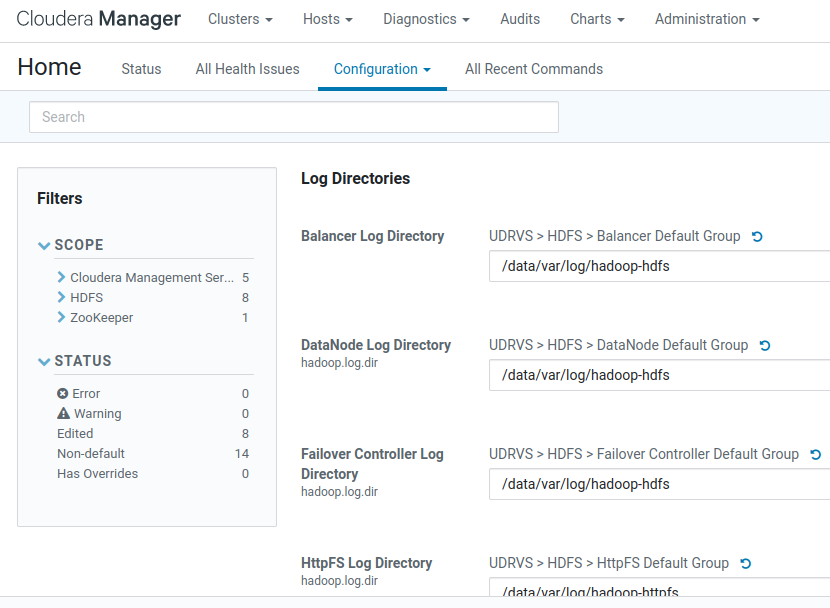 Cloudera Manager Clusters Hosts Diagnostics Audits Charts Administration
Home Status All Health Issues Configuration All Recent Commands
Search
Filters
SCOPE
Cloudera Management Ser... 5
HDFS 8
ZooKeeper 1
STATUS
Error 0
Warning 0
Edited 8
Non-default 14
Has Overrides 0
Log Directories
Balancer Log Directory UDRVS > HDFS > Balancer Default Group
/data/var/log/hadoop-hdfs
DataNode Log Directory UDRVS > HDFS > DataNode Default Group
hadoop.log.dir
/data/var/log/hadoop-hdfs
Failover Controller Log UDRVS > HDFS > Failover Controller Default Group
Directory
/data/var/log/hadoop-hdfs
hadoop.log.dir
HttpFS Log Directory UDRVS > HDFS > HttpFS Default Group
hadoop.log.dir
/data/var/log/hadoop-httpfs